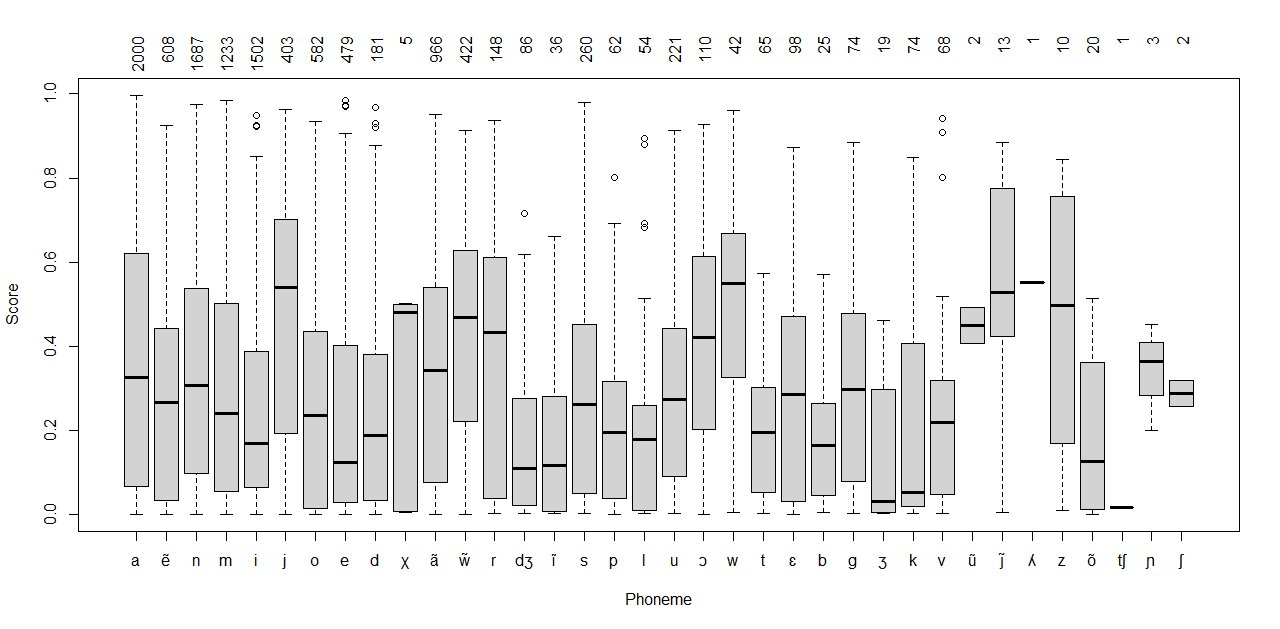 2000 608 1687 1233 1502 403 582 479 181 5 966 422 148 86 36 260 62 54 221 110 42 65 98 25 74 19 74 68 2 13 1 10 20 1 3 2
1.0
0.8
0.6
0.4
0.2
0.0
Score
a ẽ n m i j o e d χ ã w̃ r dʒ ĩ s p l u ɔ w t ɛ b g ʒ k v ũ j̃ ʎ z õ tʃ ɲ ʃ
Phoneme